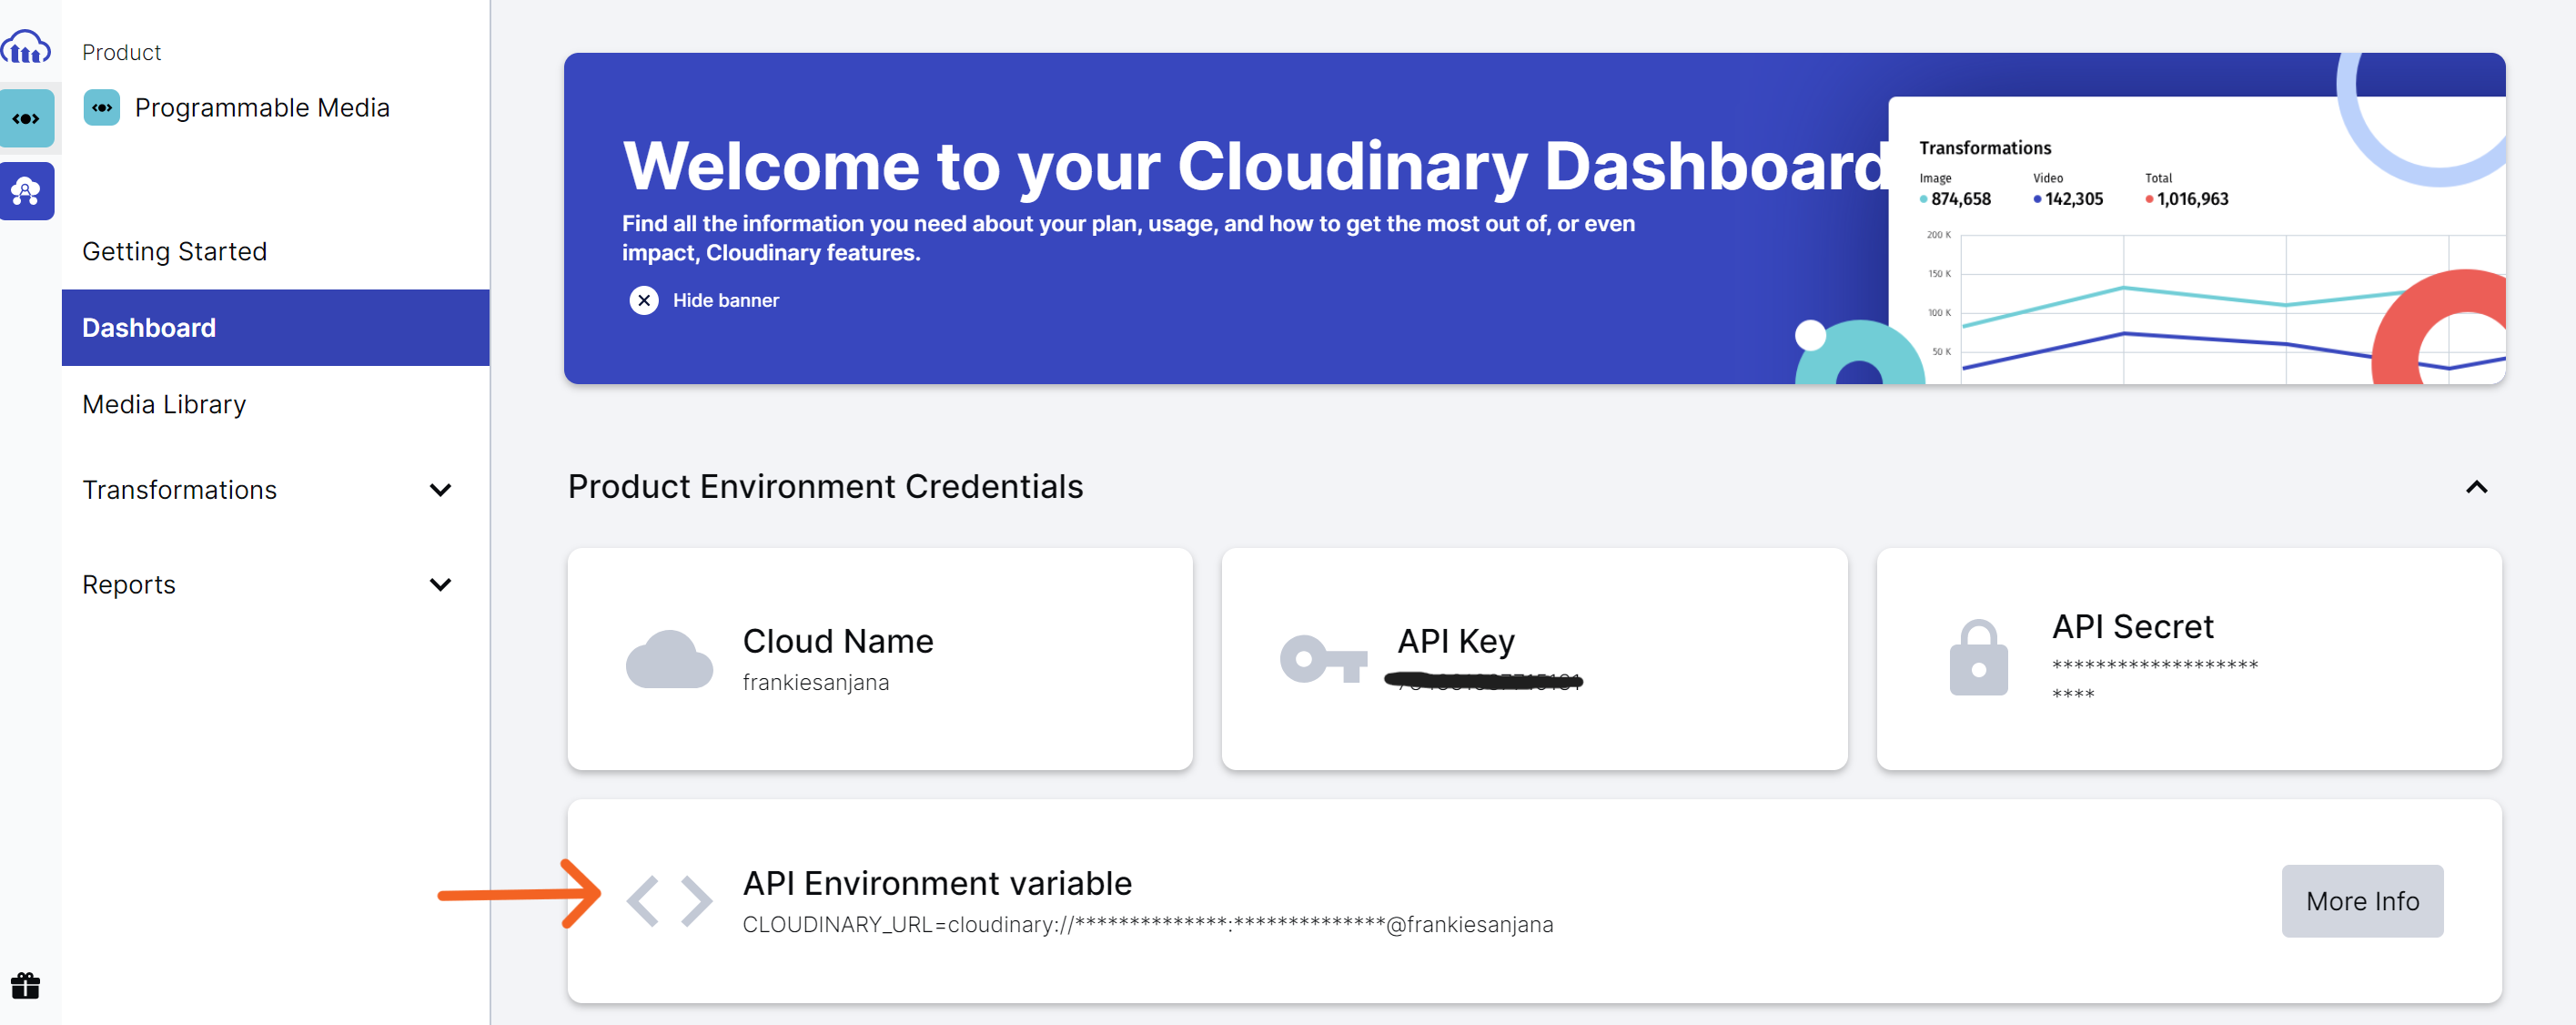 Product
Programmable Media
Getting Started
Dashboard
Media Library
Transformations
Reports
Welcome to your Cloudinary Dashboard
Find all the information you need about your plan, usage, and how to get the most out of, or even
impact, Cloudinary features.
Hide banner
Transformations
Image Video Total
874,658 142,305 1,016,963
200 K
150 K
100 K
50 K
Product Environment Credentials
Cloud Name
frankiesanjana
API Key
API Secret
*******************
****
API Environment variable
CLOUDINARY_URL=cloudinary://**************:**************@frankiesanjana
More Info